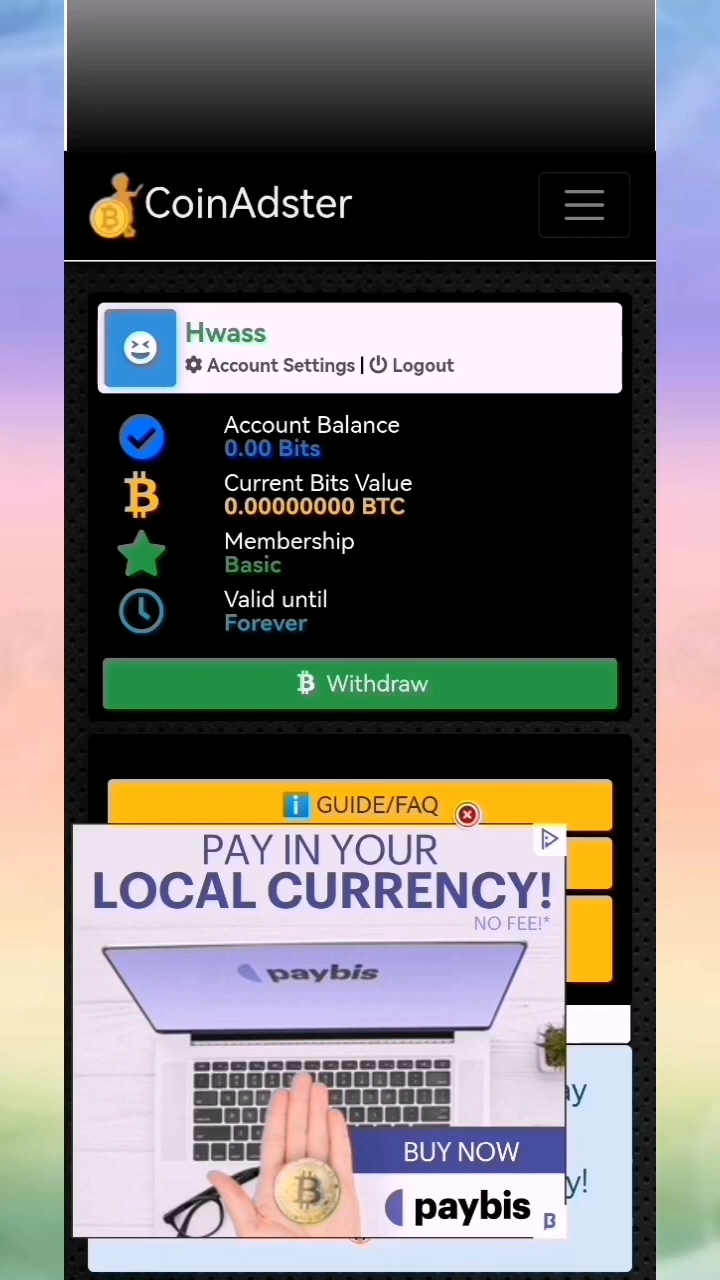 CoinAdster
Hwass
Account Settings | Logout
Account Balance
0.00 Bits
Current Bits Value
0.00000000 BTC
Membership
Basic
Valid until
Forever
Withdraw
GUIDE/FAQ
PAY IN YOUR
LOCAL CURRENCY!
NO FEE!*
paybis
BUY NOW
paybis